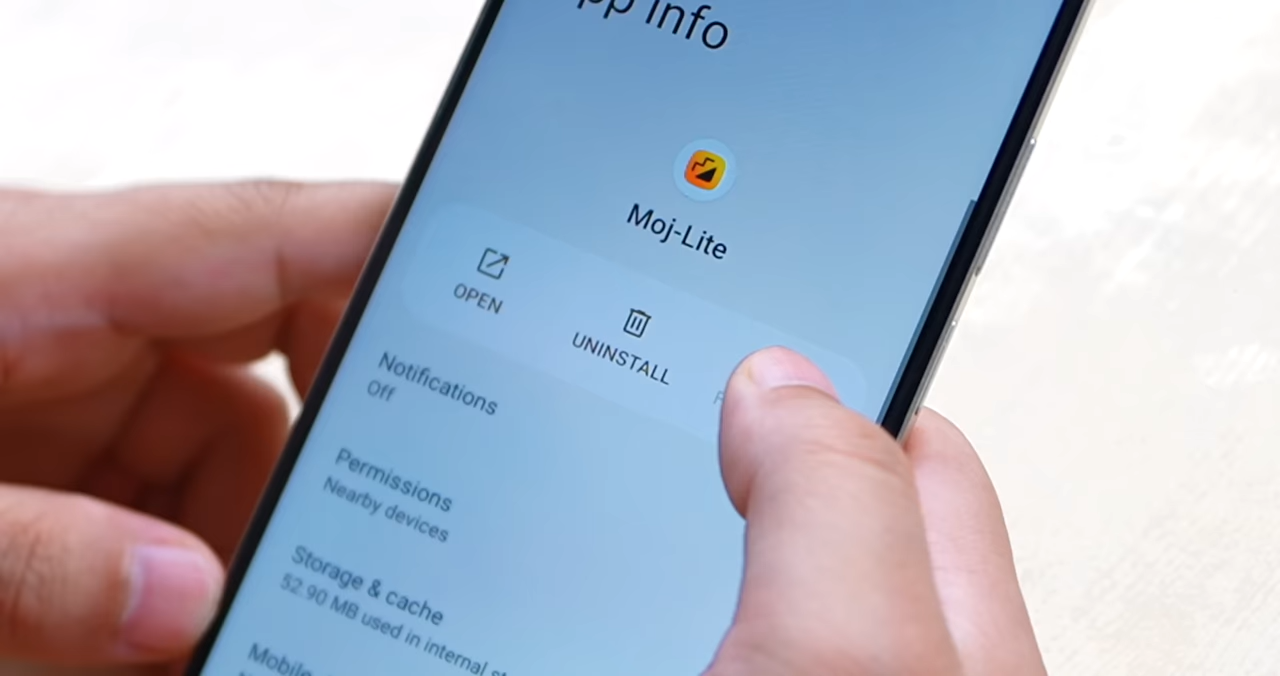 pp info
Moj-Lite
OPEN
UNINSTALL
F
Notifications
Off
Permissions
Nearby devices
Storage & cache
52.90 MB used in internal st
Mobile